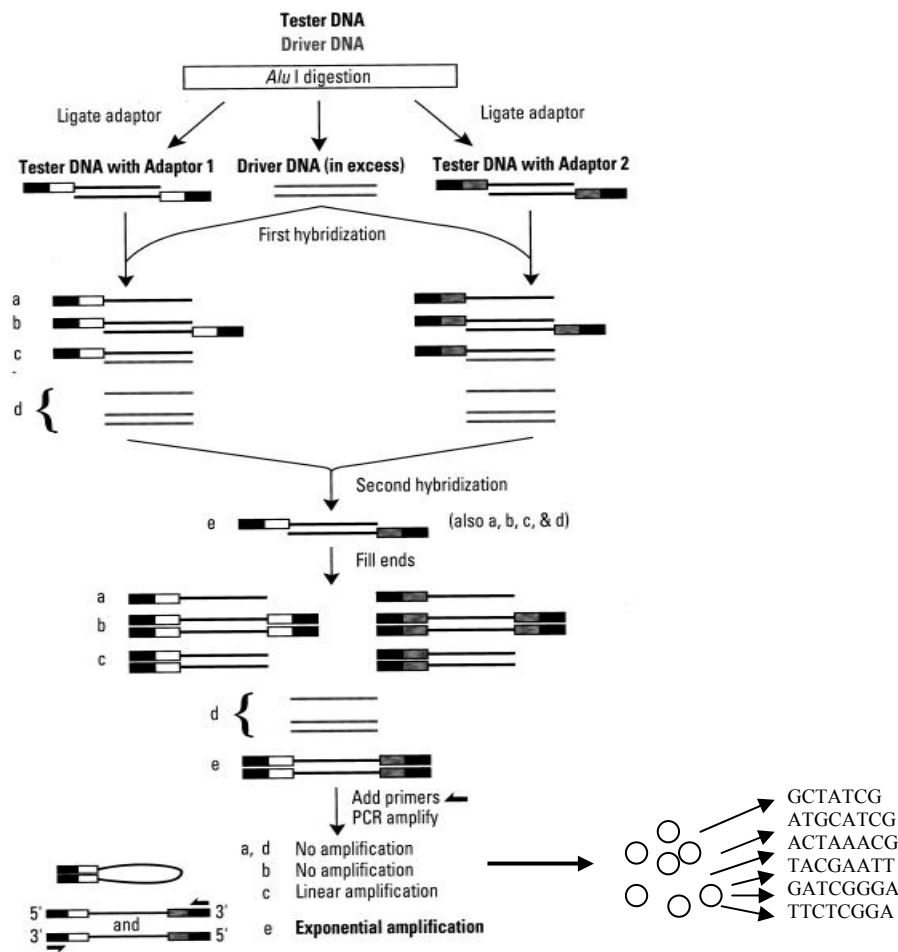 Tester DNA
Driver DNA
Alu I digestion
Ligate adaptor
Ligate adaptor
Tester DNA with Adaptor 1
Driver DNA (in excess)
Tester DNA with Adaptor 2
First hybridization
a
b
c
-
d {
Second hybridization
e
(also a, b, c, & d)
Fill ends
a
b
c
d {
e
Add primers
PCR amplify
a, d No amplification
b No amplification
c Linear amplification
e Exponential amplification
5' 3'
and
3' 5'
GCTATCG
ATGCATCG
ACTAAACG
TACGAATT
GATCGGGA
TTCTCGGA